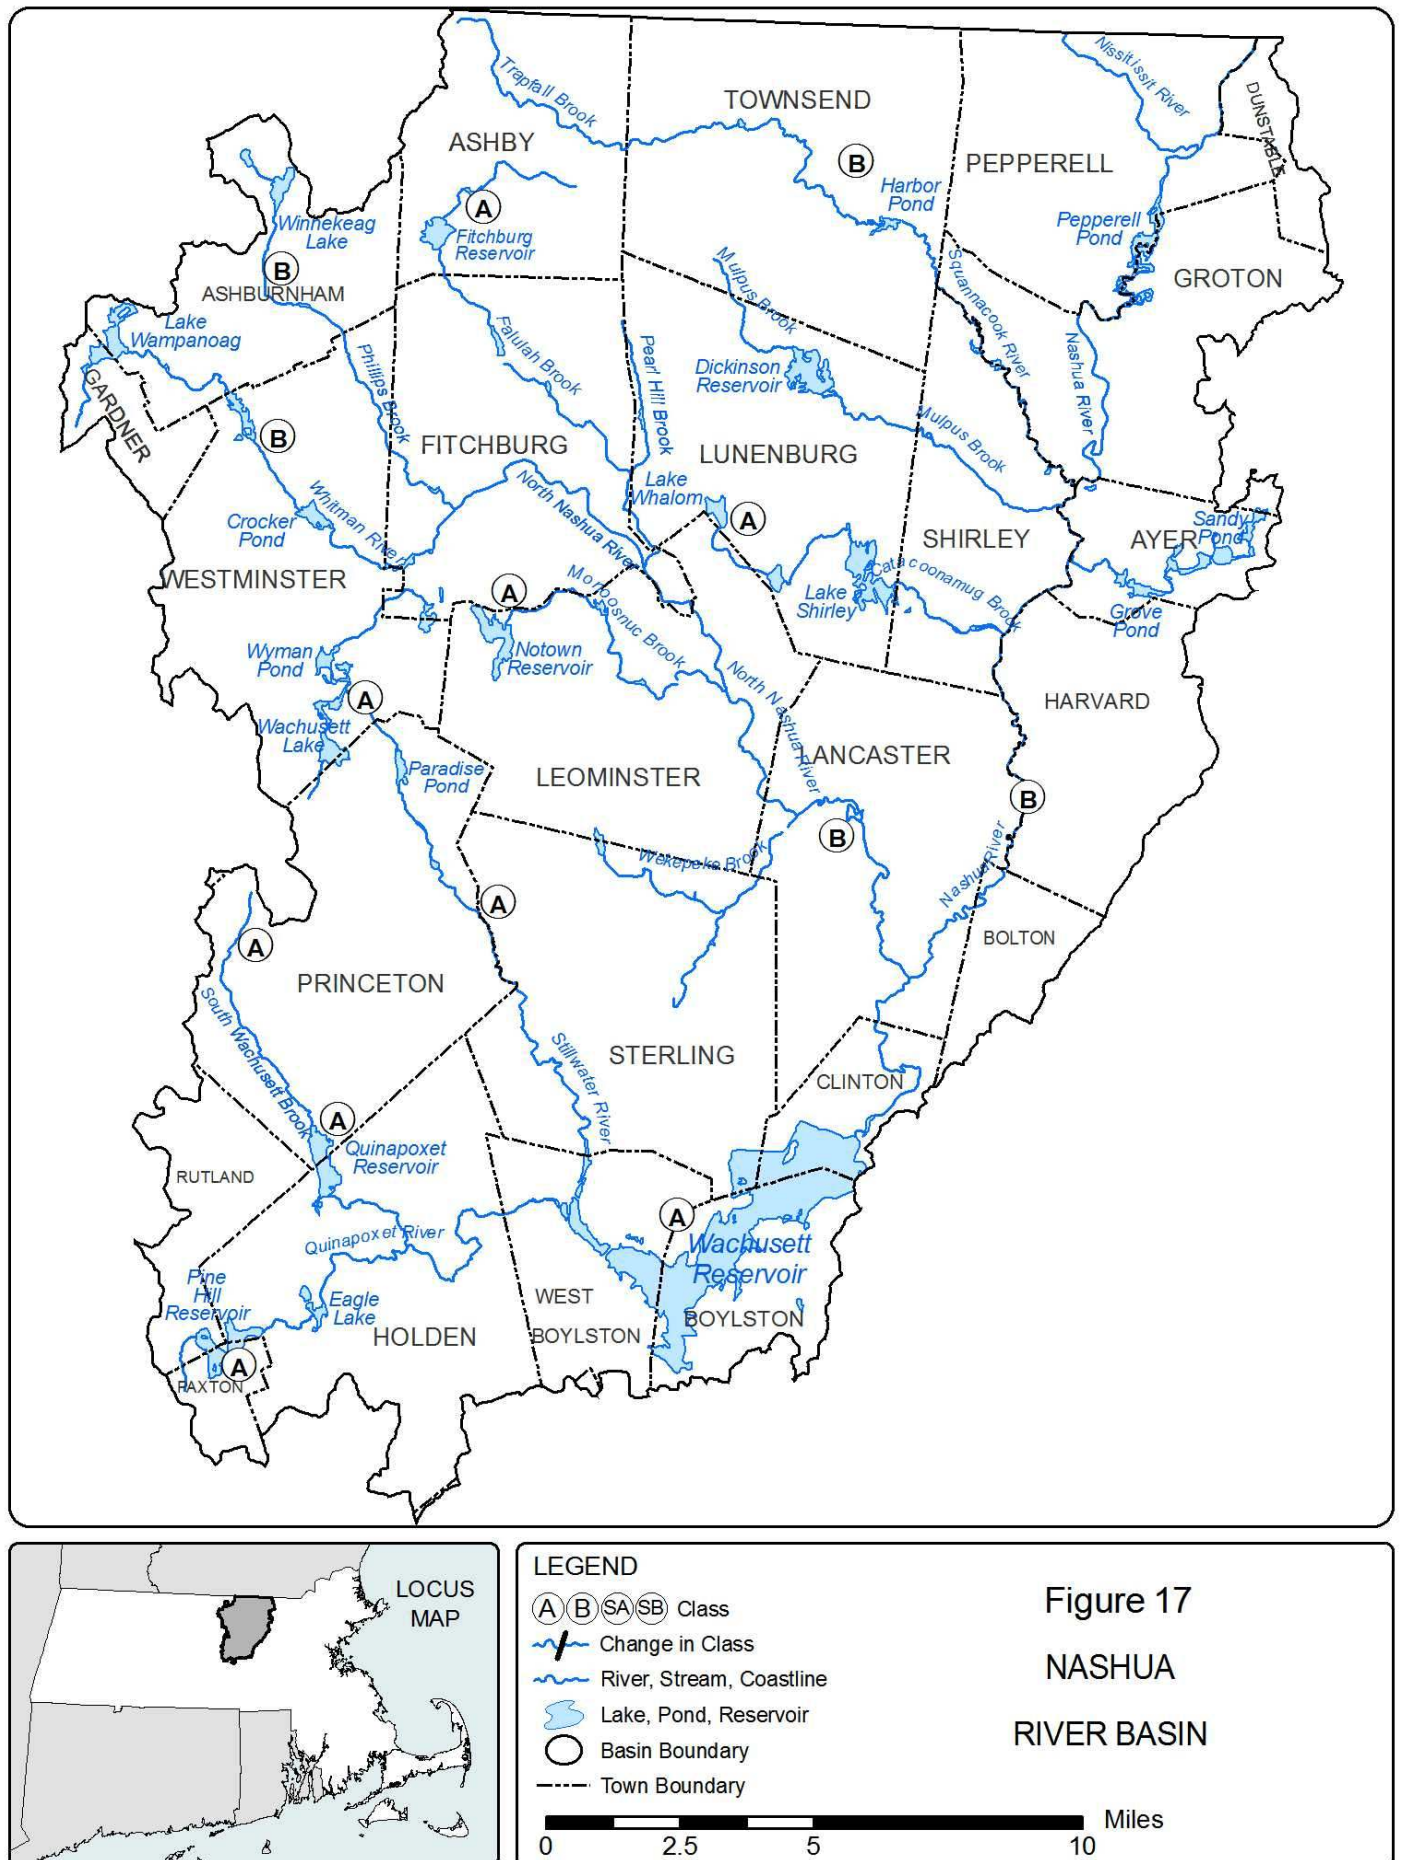 Nissitissit River
Trapfall Brook
TOWNSEND
DUNSTABLE
ASHBY
B
PEPPERELL
A
Harbor
Pond
Winnekeag
Lake
Fitchburg
Reservoir
Pepperell
Pond
B
ASHBURNHAM
Mulpus Brook
Squannacook River
GROTON
Lake
Wampanoag
Falulah Brook
Pearl Hill Brook
Phillips Brook
Dickinson
Reservoir
Nashua River
GARDNER
B
FITCHBURG
LUNENBURG
Mulpus Brook
Lake
Whalom
A
North Nashua River
Whitman River
Crocker
Pond
Sandy
Pond
SHIRLEY
AYER
WESTMINSTER
A
Monoosnuc Brook
Lake
Shirley
Catacoonamug Brook
Grove
Pond
Wyman
Pond
Notown
Reservoir
A
North Nashua River
HARVARD
Wachusett
Lake
LANCASTER
Paradise
Pond
LEOMINSTER
B
B
Wekepeke Brook
Nashua River
A
A
BOLTON
PRINCETON
South Wachusett Brook
Stillwater River
STERLING
CLINTON
A
Quinapoxet
Reservoir
RUTLAND
A
Quinapoxet River
Wachusett
Reservoir
Pine
Hill
Reservoir
Eagle
Lake
WEST
BOYLSTON
BOYLSTON
HOLDEN
A
PAXTON
LOCUS
MAP
LEGEND
A B SA SB Class
Change in Class
River, Stream, Coastline
Lake, Pond, Reservoir
Basin Boundary
Town Boundary
Miles
0 2.5 5 10
Figure 17
NASHUA
RIVER BASIN